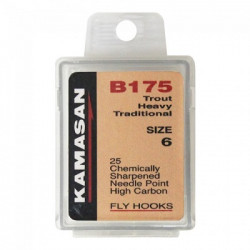 KAMASAN
B175
Trout
Heavy
Traditional
SIZE
6
25
Chemically
Sharpened
Needle Point
High Carbon
FLY HOOKS